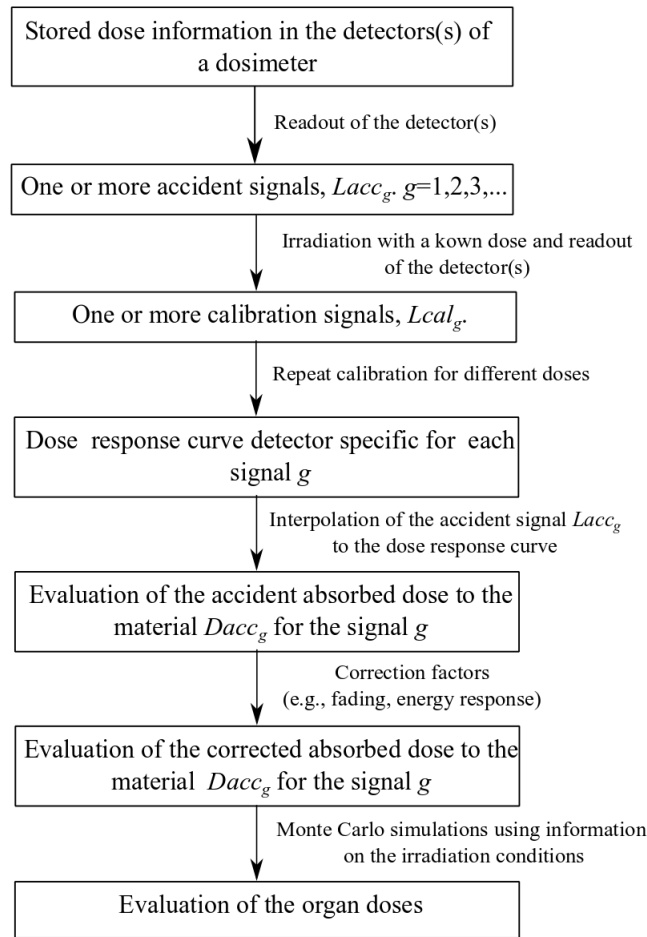 Stored dose information in the detectors(s) of
a dosimeter
Readout of the detector(s)
One or more accident signals, Lacc_g. g=1,2,3,...
Irradiation with a kown dose and readout
of the detector(s)
One or more calibration signals, Lcal_g.
Repeat calibration for different doses
Dose response curve detector specific for each
signal g
Interpolation of the accident signal Lacc_g
to the dose response curve
Evaluation of the accident absorbed dose to the
material Dacc_g for the signal g
Correction factors
(e.g., fading, energy response)
Evaluation of the corrected absorbed dose to the
material Dacc_g for the signal g
Monte Carlo simulations using information
on the irradiation conditions
Evaluation of the organ doses